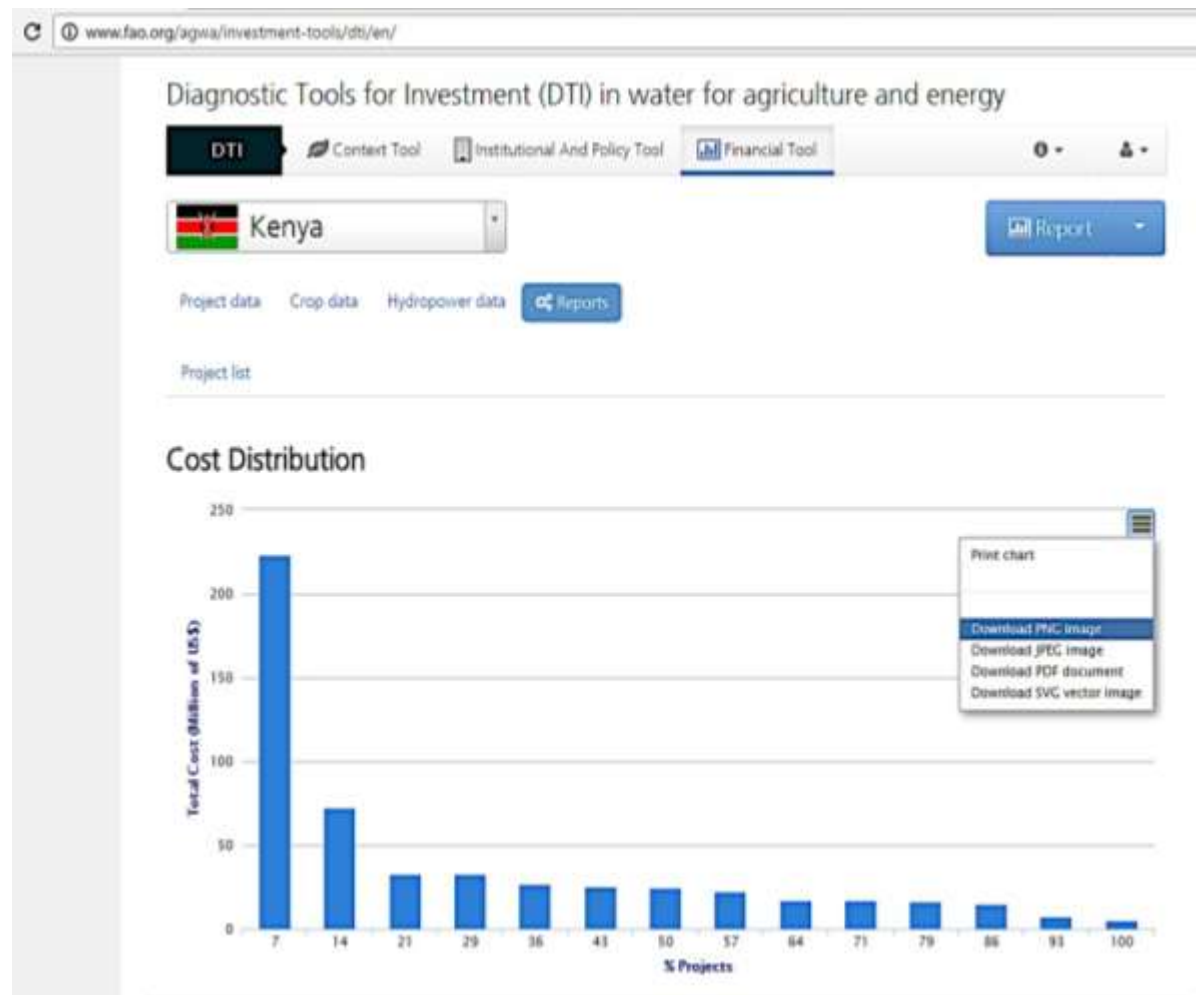 www.fao.org/agwa/investment-tools/dti/en/
Diagnostic Tools for Investment (DTI) in water for agriculture and energy
DTI Context Tool Institutional And Policy Tool Financial Tool
Kenya Report
Project data Crop data Hydropower data Reports
Project list
Cost Distribution
Print chart
Download PNG image
Download JPEG image
Download PDF document
Download SVG vector image
Total Cost (Million of US$)
250
200
150
100
50
0
7 14 21 29 36 43 50 57 64 71 79 86 93 100
% Projects